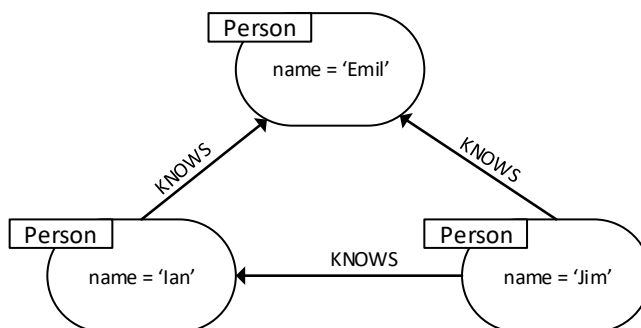 Person
name = ‘Emil’
KNOWS
KNOWS
Person
name = ‘Ian’
KNOWS
Person
name = ‘Jim’